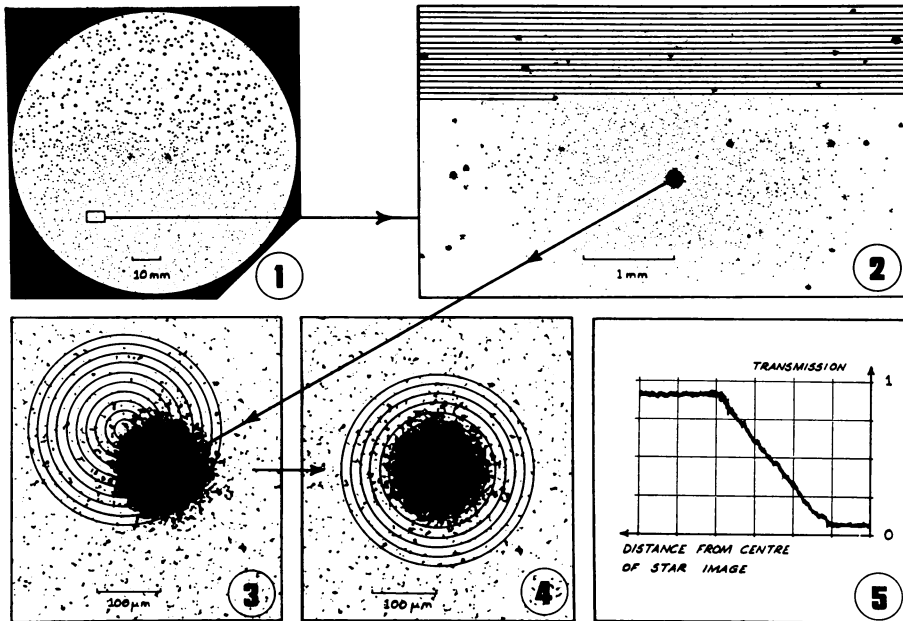 10 mm
1
1 mm
2
100 µm
3
100 µm
4
TRANSMISSION
1
0
DISTANCE FROM CENTRE
OF STAR IMAGE
5